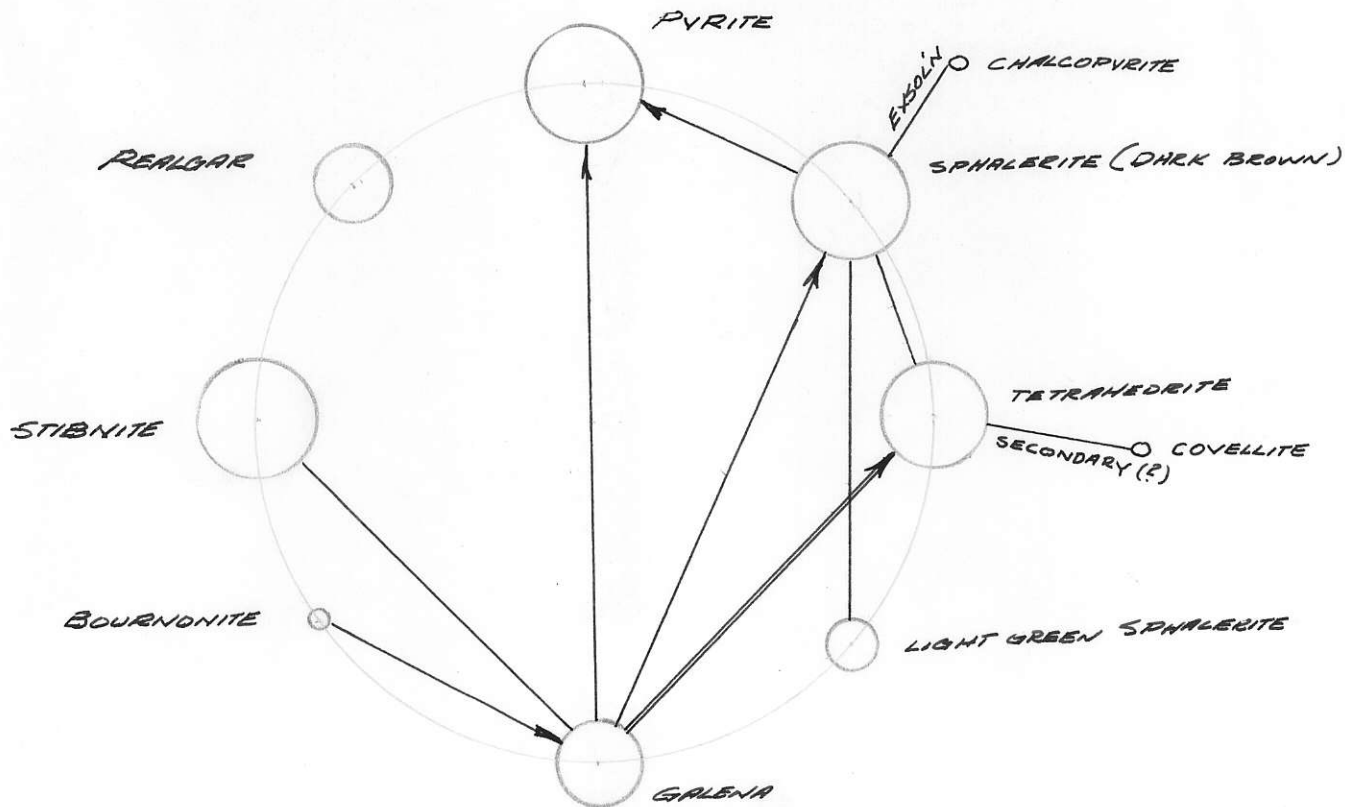 PYRITE
EXSOL'N
CHALCOPYRITE
REALGAR
SPHALERITE (DARK BROWN)
TETRAHEDRITE
STIBNITE
SECONDARY (?)
COVELLITE
BOURNONITE
LIGHT GREEN SPHALERITE
GALENA